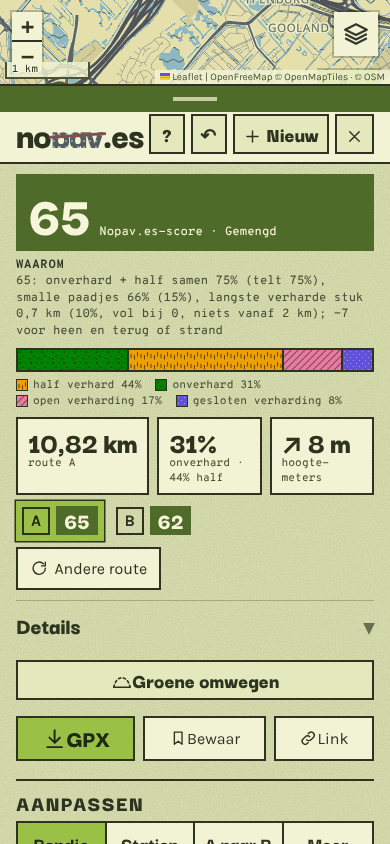 +
GOOLAND
−
1 km
Leaflet | OpenFreeMap © OpenMapTiles · © OSM
nopav.es ? ↶ + Nieuw ×
65 Nopav.es-score · Gemengd
WAAROM
65: onverhard + half samen 75% (telt 75%),
smalle paadjes 66% (15%), langste verharde stuk
0,7 km (10%, vol bij 0, niets vanaf 2 km); −7
voor heen en terug of strand
half verhard 44% onverhard 31%
open verharding 17% gesloten verharding 8%
10,82 km 31% ↗ 8 m
route A onverhard · hoogte-
44% half meters
A 65 B 62
Andere route
Details ▼
Groene omwegen
GPX Bewaar Link
AANPASSEN